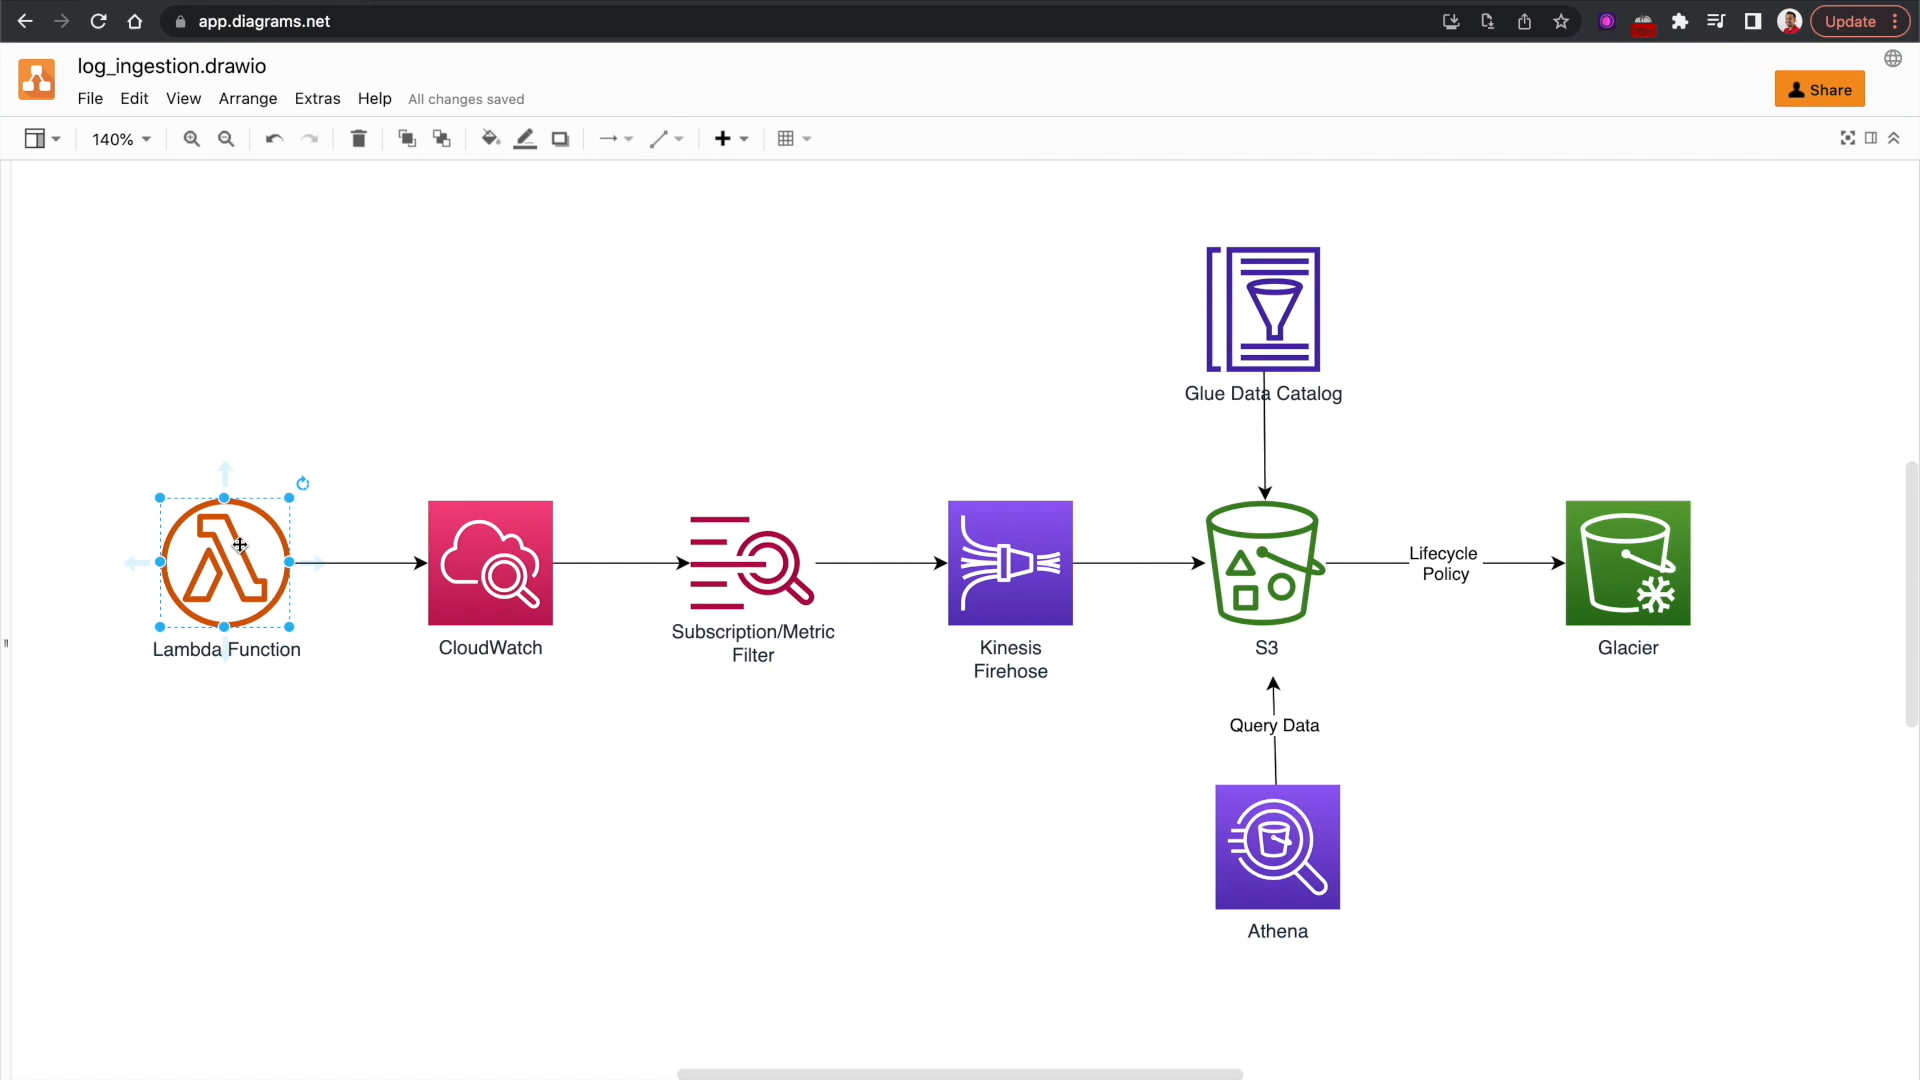 app.diagrams.net
Update
log_ingestion.drawio
File Edit View Arrange Extras Help All changes saved
Share
140%
Glue Data Catalog
Lifecycle
Policy
Lambda Function
CloudWatch
Subscription/Metric
Filter
Kinesis
Firehose
S3
Glacier
Query Data
Athena